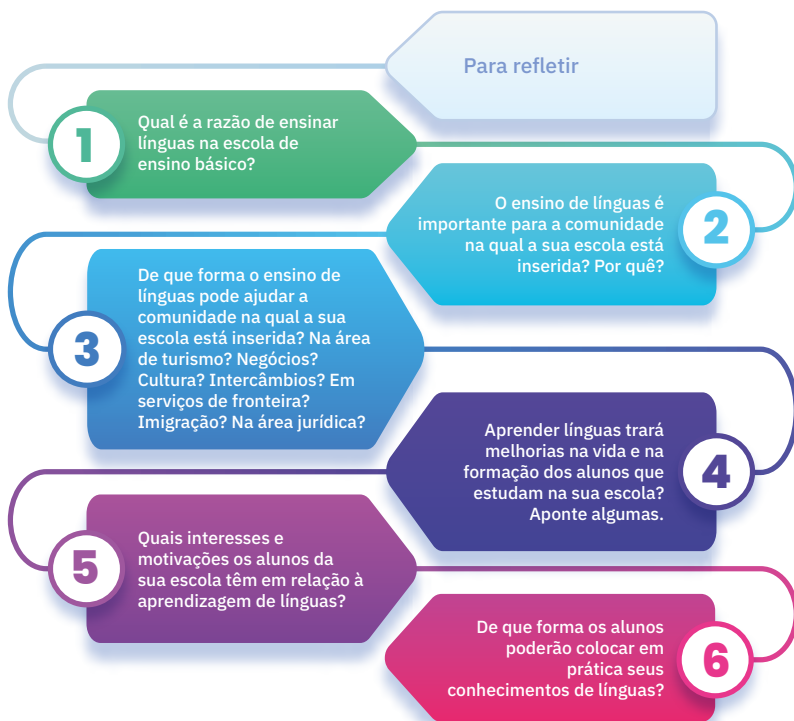 Para refletir
1
Qual é a razão de ensinar
línguas na escola de
ensino básico?
O ensino de línguas é
importante para a comunidade
na qual a sua escola está
inserida? Por quê?
2
3
De que forma o ensino de
línguas pode ajudar a
comunidade na qual a sua
escola está inserida? Na área
de turismo? Negócios?
Cultura? Intercâmbios? Em
serviços de fronteira?
Imigração? Na área jurídica?
Aprender línguas trará
melhorias na vida e na
formação dos alunos que
estudam na sua escola?
Aponte algumas.
4
5
Quais interesses e
motivações os alunos da
sua escola têm em relação à
aprendizagem de línguas?
De que forma os alunos
poderão colocar em
prática seus
conhecimentos de línguas?
6